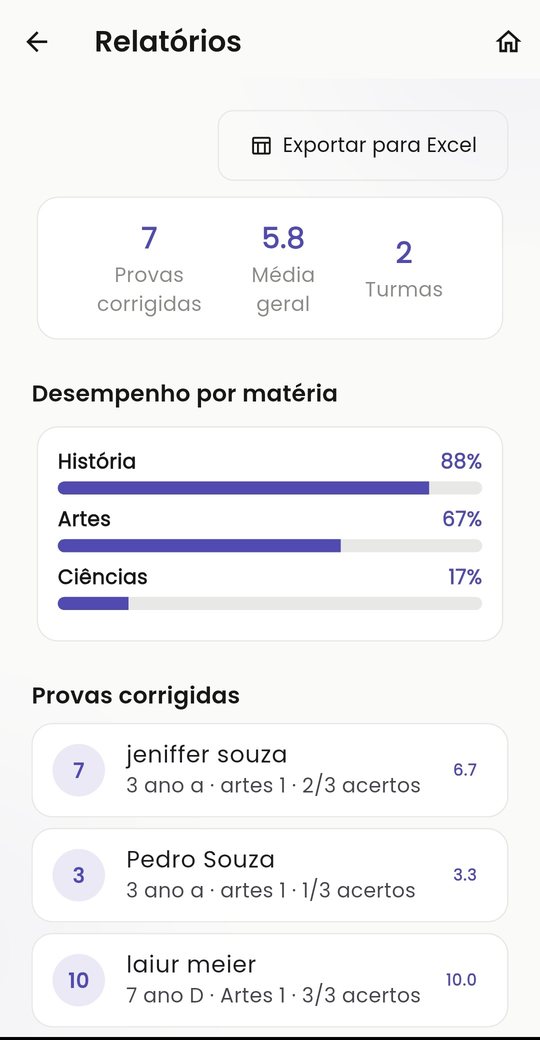 Relatórios
Exportar para Excel
7
Provas
corrigidas
5.8
Média
geral
2
Turmas
Desempenho por matéria
História 88%
Artes 67%
Ciências 17%
Provas corrigidas
7
jeniffer souza
3 ano a · artes 1 · 2/3 acertos
6.7
3
Pedro Souza
3 ano a · artes 1 · 1/3 acertos
3.3
10
laiur meier
7 ano D · Artes 1 · 3/3 acertos
10.0